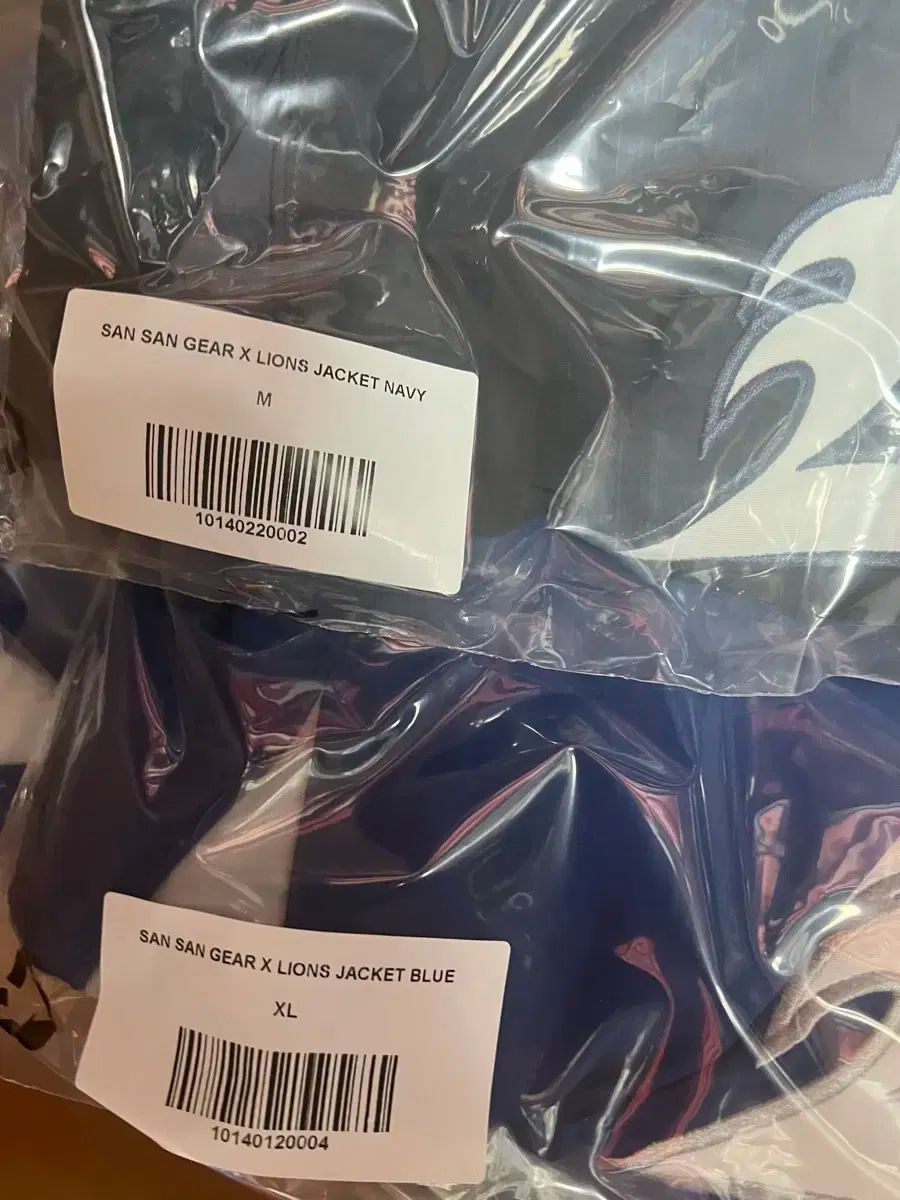 SAN SAN GEAR X LIONS JACKET NAVY
M
10140220002
SAN SAN GEAR X LIONS JACKET BLUE
XL
10140120004